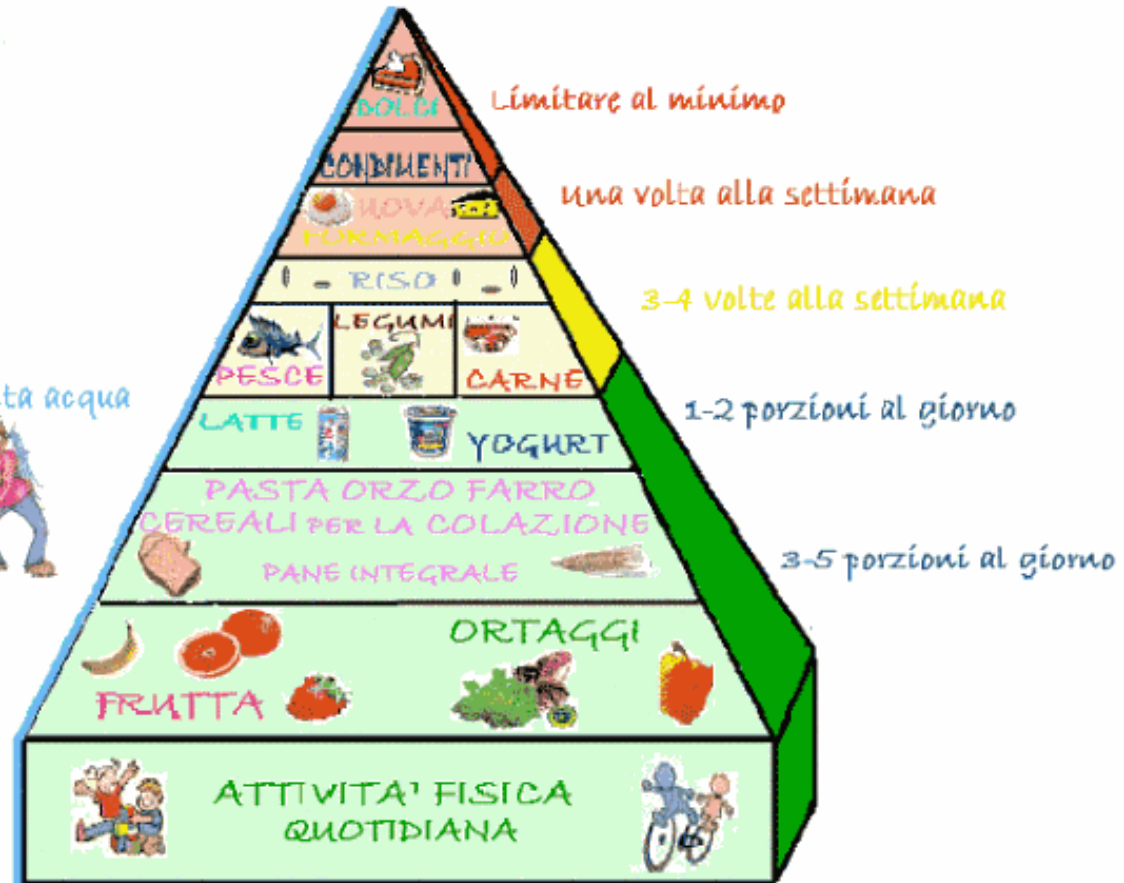 DOLCI
Limitare al minimo
CONDIMENTI
una volta alla settimana
UOVA
FORMAGGIO
RISO
3-4 volte alla settimana
LEGUMI
PESCE
CARNE
ta acqua
1-2 porzioni al giorno
LATTE
YOGURT
PASTA ORZO FARRO
CEREALI PER LA COLAZIONE
PANE INTEGRALE
3-5 porzioni al giorno
ORTAGGI
FRUTTA
ATTIVITA' FISICA
QUOTIDIANA